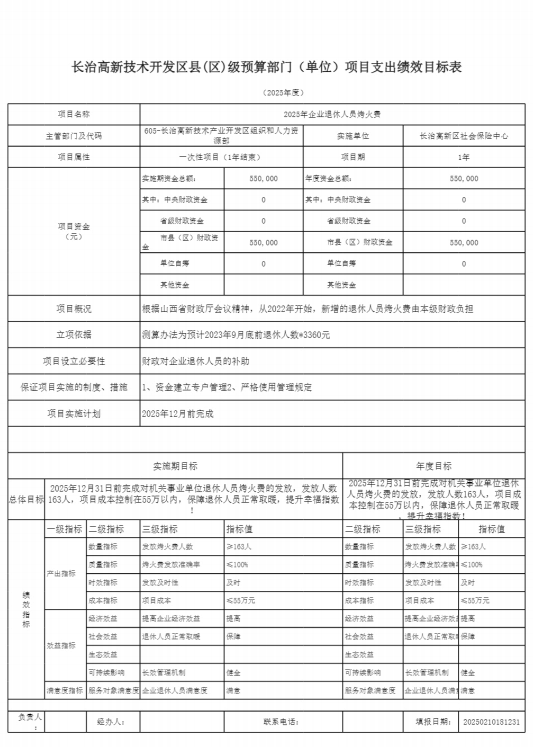 长治高新技术开发区县(区)级预算部门（单位）项目支出绩效目标表
（2025年度）
项目名称 2025年企业退休人员烤火费
主管部门及代码 603-长治高新技术产业开发区组织和人力资源部 实施单位 长治高新区社会保险中心
项目属性 一次性项目（1年结束） 项目期 1年
项目资金（元）
实施期资金总额： 550,000 年度资金总额： 550,000
其中：中央财政资金 0 其中：中央财政资金 0
省级财政资金 0 省级财政资金 0
市县（区）财政资金 550,000 市县（区）财政资金 550,000
单位自筹 0 单位自筹 0
其他资金 其他资金
项目概况 根据山西省财政厅会议精神，从2022年开始，新增的退休人员烤火费由本级财政负担
立项依据 测算办法为预计2023年9月底前退休人数*3360元
项目设立必要性 财政对企业退休人员的补助
保证项目实施的制度、措施 1、资金建立专户管理2、严格使用管理规定
项目实施计划 2025年12月前完成
实施期目标 年度目标
总体目标
2025年12月31日前完成对机关事业单位退休人员烤火费的发放，发放人数163人，项目成本控制在55万以内，保障退休人员正常取暖，提升幸福指数！
2025年12月31日前完成对机关事业单位退休人员烤火费的发放，发放人数163人，项目成本控制在55万以内，保障退休人员正常取暖，提升幸福指数！
绩效指标
一级指标 二级指标 三级指标 指标值 二级指标 三级指标 指标值
产出指标
数量指标 发放烤火费人数 ≥163人 数量指标 发放烤火费人数 ≥163人
质量指标 烤火费发放准确率 ≤100% 质量指标 烤火费发放准确 ≤100%
时效指标 发放及时性 及时 时效指标 发放及时性 及时
成本指标 项目成本 ≤55万元 成本指标 项目成本 ≤55万元
效益指标
经济效益 提高企业经济效益 提高 经济效益 提高企业经济效 提高
社会效益 退休人员正常取暖 保障 社会效益 退休人员正常取 保障
生态效益 生态效益
可持续影响 长效管理机制 健全 可持续影响 长效管理机制 健全
满意度指标 服务对象满意度 企业退休人员满意度 满意 服务对象满意度 企业退休人员满 满意
负责人： 经办人： 联系电话： 填报日期： 20250210181231